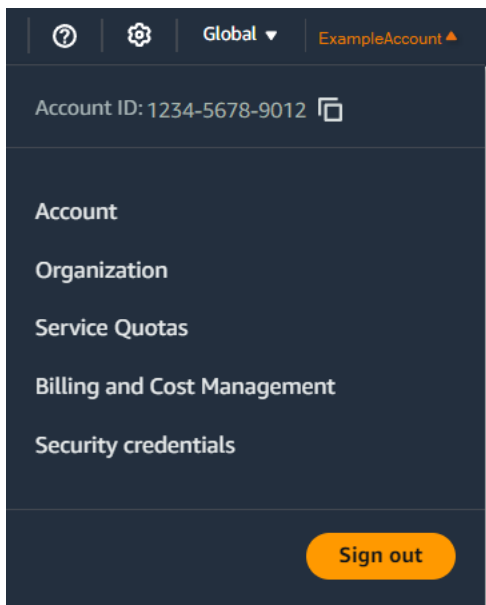 Global ExampleAccount
Account ID: 1234-5678-9012
Account
Organization
Service Quotas
Billing and Cost Management
Security credentials
Sign out